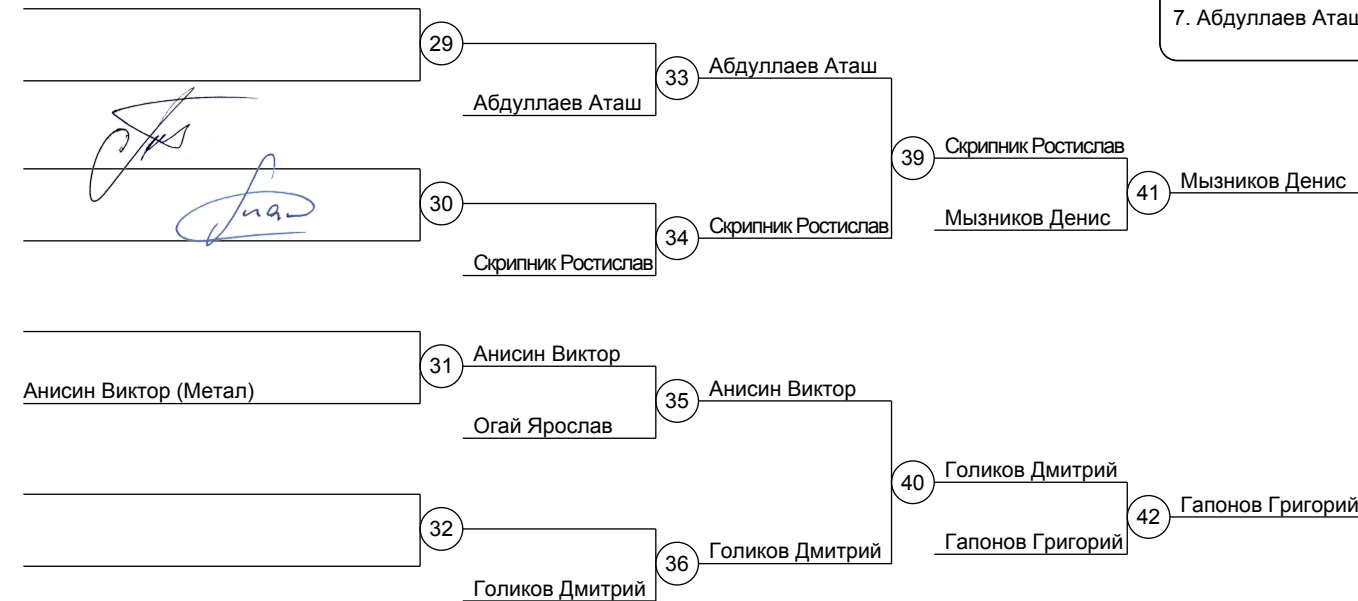 7. Абдуллаев Аташ
29
Абдуллаев Аташ
33
Абдуллаев Аташ
39
Скрипник Ростислав
41
Мызников Денис
Мызников Денис
30
34
Скрипник Ростислав
Скрипник Ростислав
31
Анисин Виктор
Анисин Виктор (Метал)
35
Анисин Виктор
Огай Ярослав
40
Голиков Дмитрий
42
Гапонов Григорий
Гапонов Григорий
32
36
Голиков Дмитрий
Голиков Дмитрий